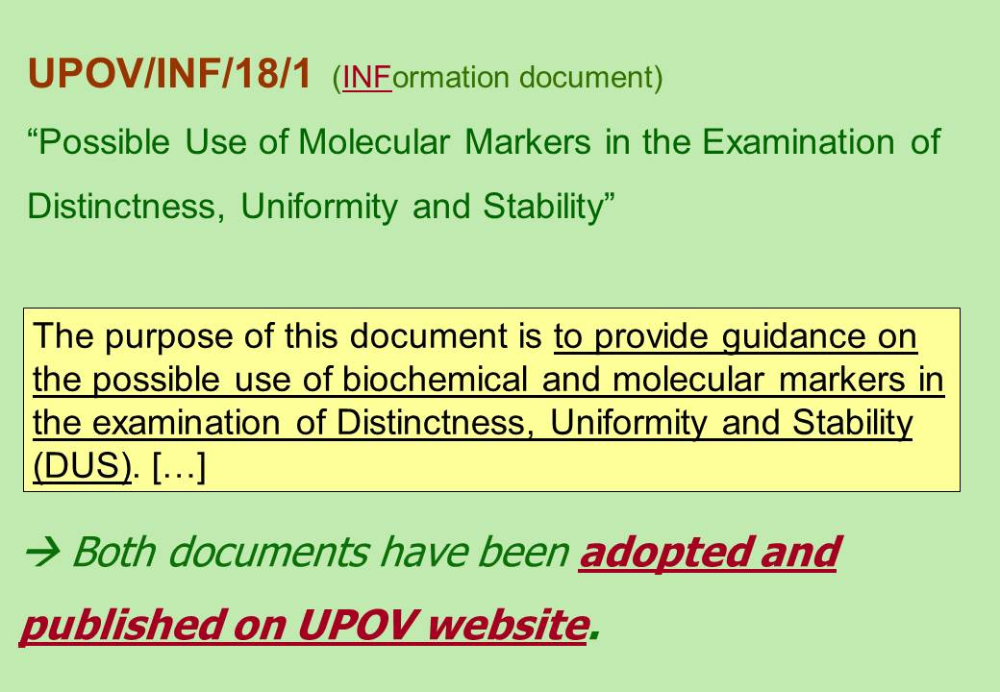 UPOV/INF/18/1 (INFormation document)
“Possible Use of Molecular Markers in the Examination of
Distinctness, Uniformity and Stability”
The purpose of this document is to provide guidance on
the possible use of biochemical and molecular markers in
the examination of Distinctness, Uniformity and Stability
(DUS). […]
→ Both documents have been adopted and
published on UPOV website.